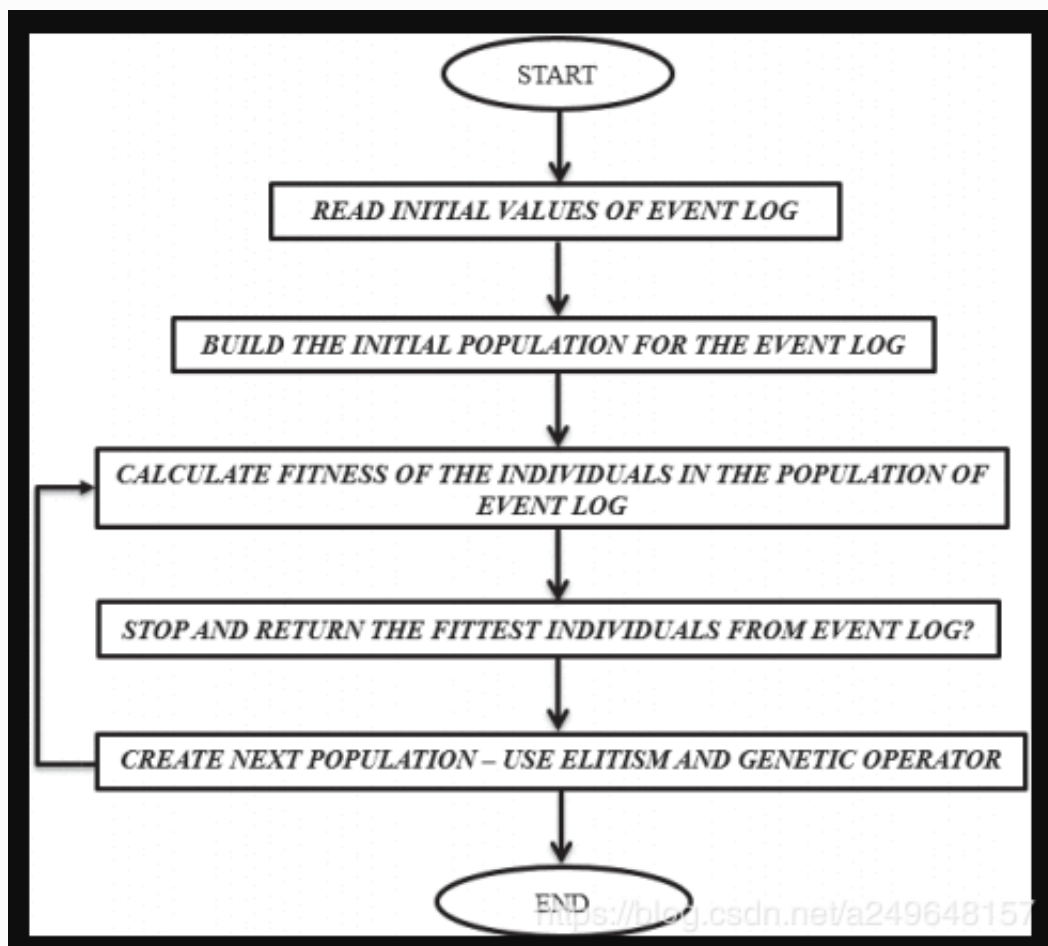 START
READ INITIAL VALUES OF EVENT LOG
BUILD THE INITIAL POPULATION FOR THE EVENT LOG
CALCULATE FITNESS OF THE INDIVIDUALS IN THE POPULATION OF
EVENT LOG
STOP AND RETURN THE FITTEST INDIVIDUALS FROM EVENT LOG?
CREATE NEXT POPULATION – USE ELITISM AND GENETIC OPERATOR
END
https://blog.csdn.net/a249648157